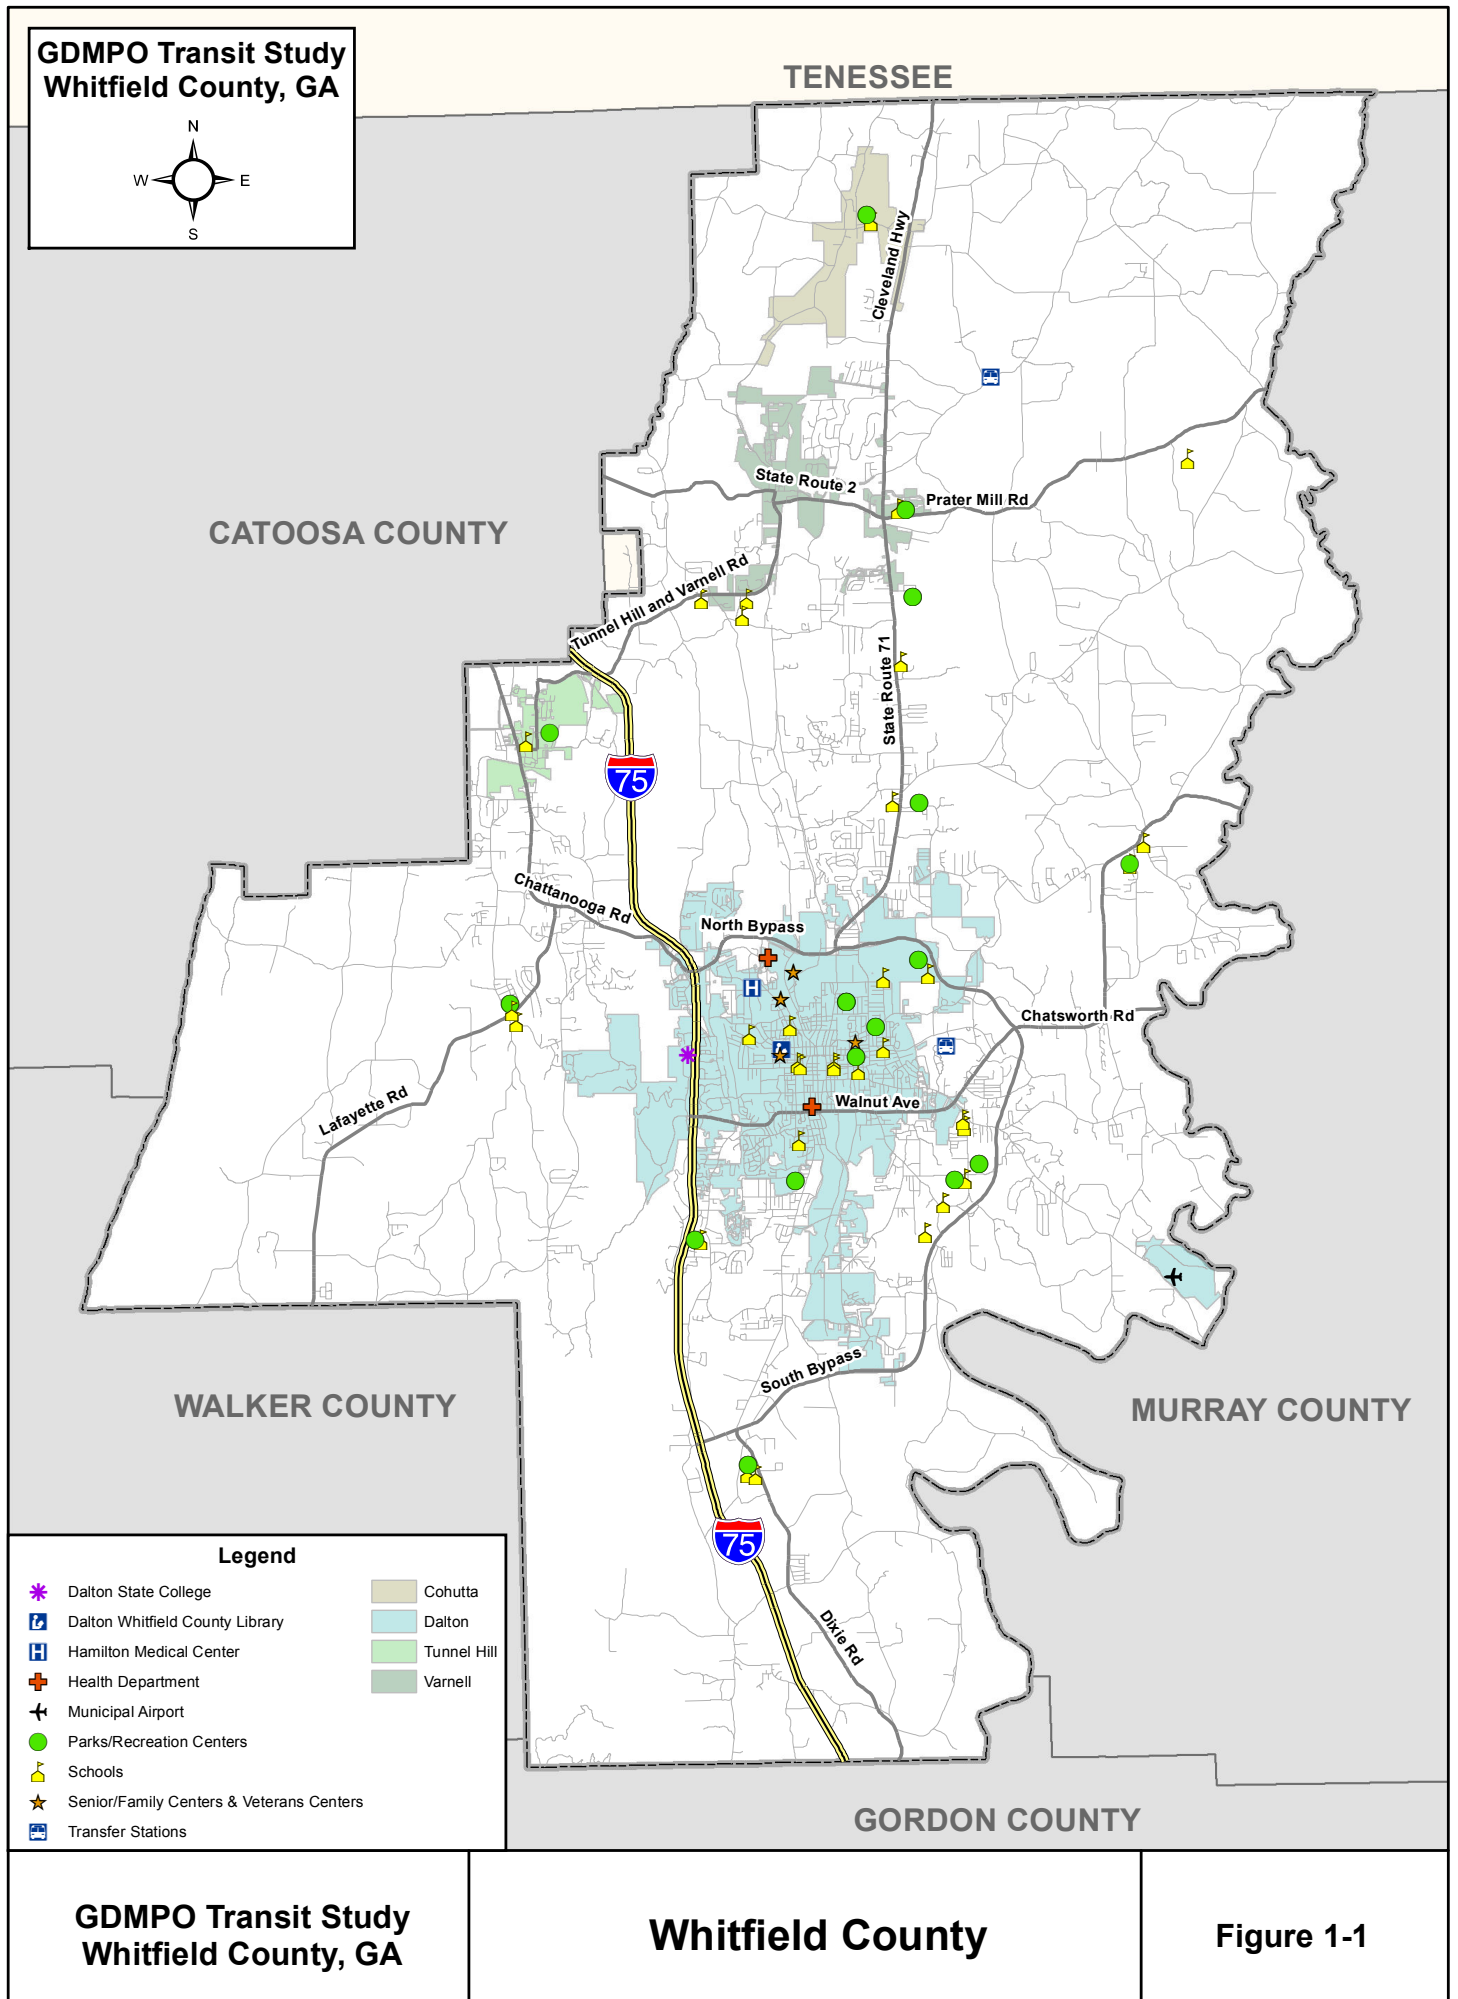 GDMPO Transit Study
Whitfield County, GA
N
W
E
S
TENESSEE
Cleveland Hwy
State Route 2
Prater Mill Rd
CATOOSA COUNTY
Tunnel Hill and Varnell Rd
State Route 71
75
Chattanooga Rd
North Bypass
H
Chatsworth Rd
Lafayette Rd
Walnut Ave
South Bypass
WALKER COUNTY
MURRAY COUNTY
75
Dixie Rd
GORDON COUNTY
Legend
Dalton State College
Dalton Whitfield County Library
H
Hamilton Medical Center
Health Department
Municipal Airport
Parks/Recreation Centers
Schools
Senior/Family Centers & Veterans Centers
Transfer Stations
Cohutta
Dalton
Tunnel Hill
Varnell
GDMPO Transit Study
Whitfield County, GA
Whitfield County
Figure 1-1